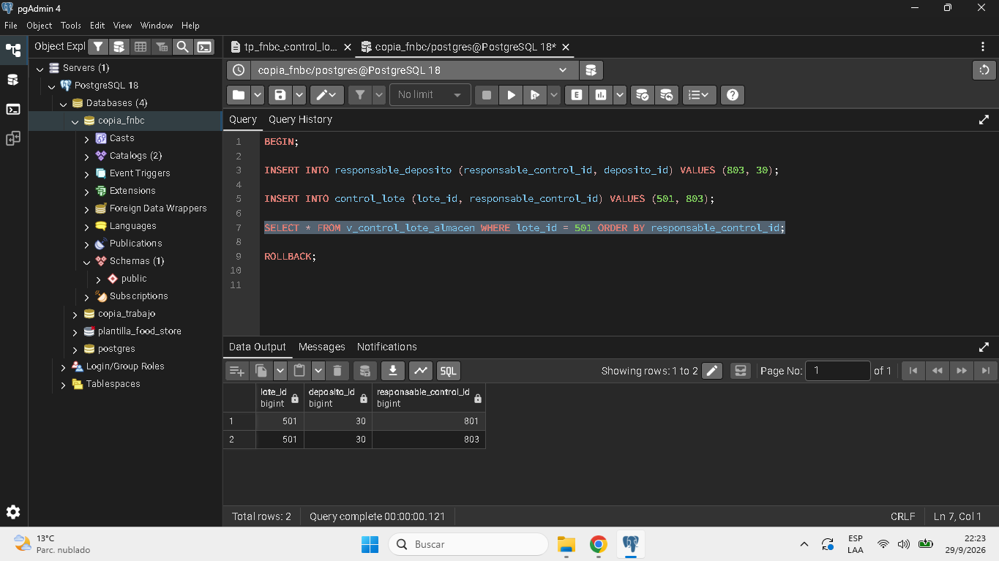 pgAdmin 4
File Object Tools Edit View Window Help
Object Expl
tp_fnbc_control_lo...
copia_fnbc/postgres@PostgreSQL 18*
Servers (1)
PostgreSQL 18
Databases (4)
copia_fnbc
Casts
Catalogs (2)
Event Triggers
Extensions
Foreign Data Wrappers
Languages
Publications
Schemas (1)
public
Subscriptions
copia_trabajo
plantilla_food_store
postgres
Login/Group Roles
Tablespaces
copia_fnbc/postgres@PostgreSQL 18
No limit
E
Query Query History
1 BEGIN;
2
3 INSERT INTO responsable_deposito (responsable_control_id, deposito_id) VALUES (803, 30);
4
5 INSERT INTO control_lote (lote_id, responsable_control_id) VALUES (501, 803);
6
7 SELECT * FROM v_control_lote_almacen WHERE lote_id = 501 ORDER BY responsable_control_id;
8
9 ROLLBACK;
10
11
Data Output Messages Notifications
SQL
Showing rows: 1 to 2
Page No: 1 of 1
lote_id deposito_id responsable_control_id
bigint bigint bigint
1 501 30 801
2 501 30 803
Total rows: 2 Query complete 00:00:00.121 CRLF Ln 7, Col 1
13°C
Parc. nublado
Buscar
ESP
LAA
22:23
29/9/2026